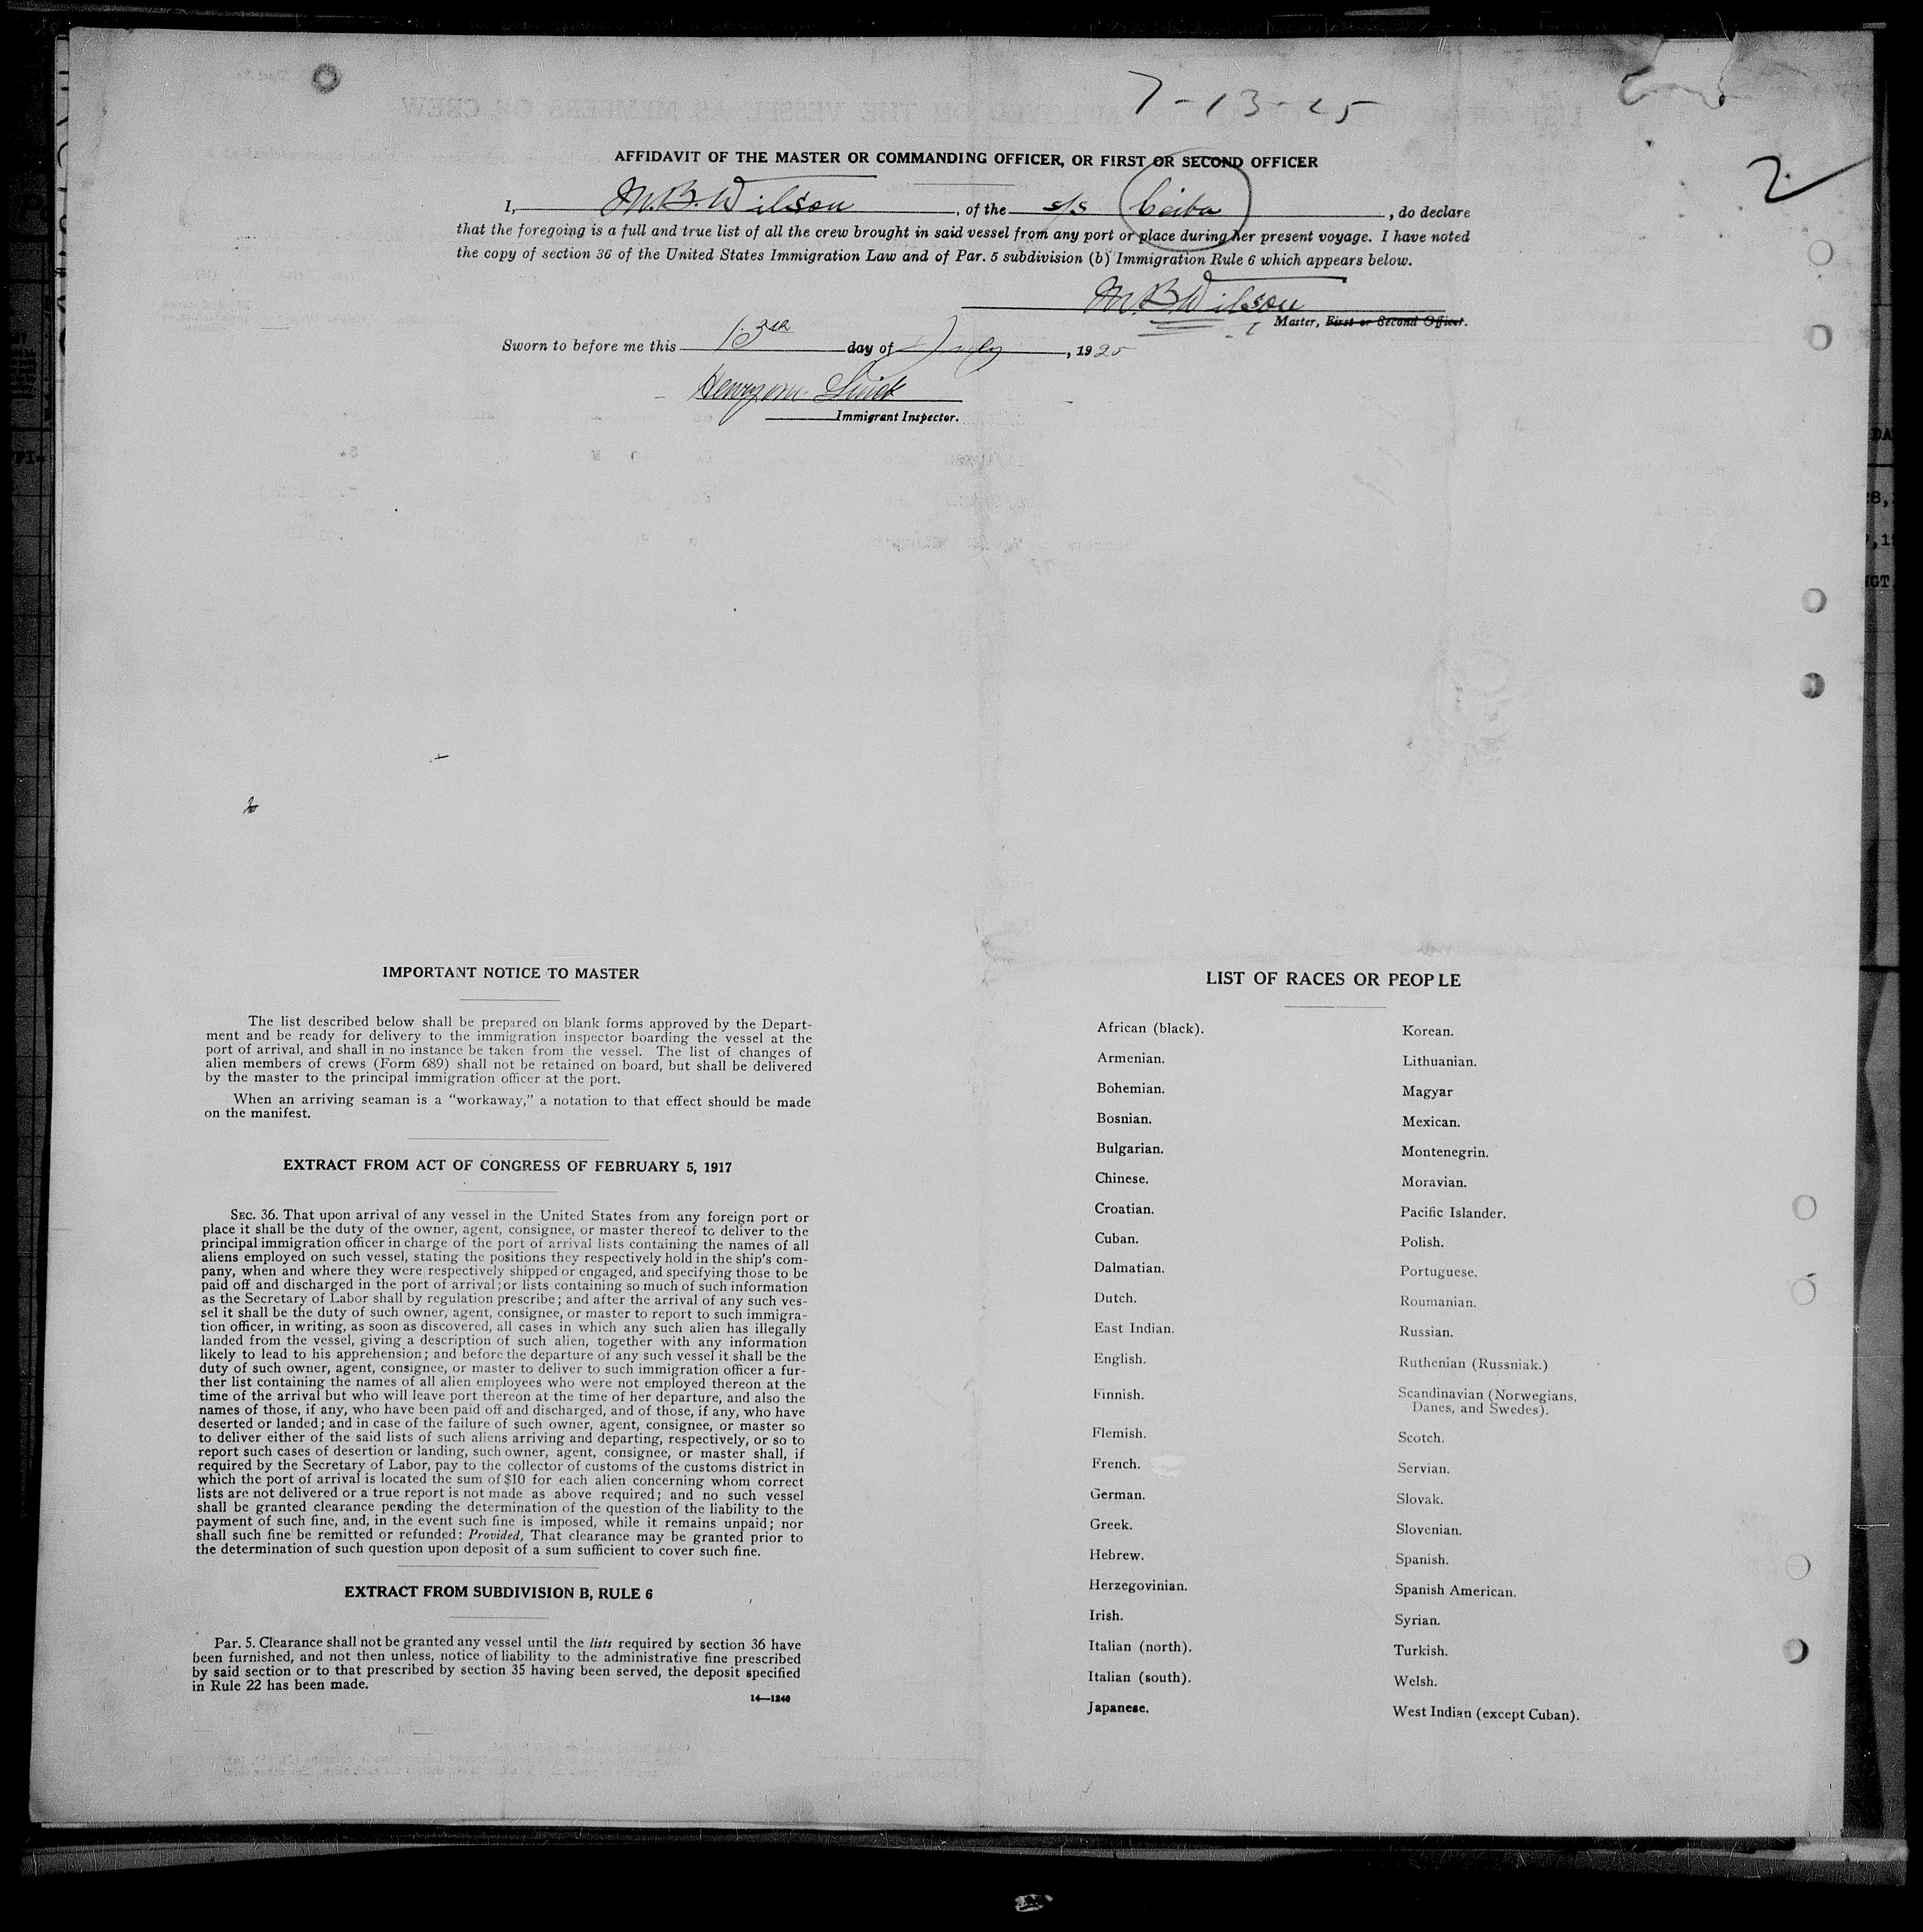 7-13-25
2
AFFIDAVIT OF THE MASTER OR COMMANDING OFFICER, OR FIRST OR SECOND OFFICER
I, M.B. Wilson, of the s/s Ceiba, do declare
that the foregoing is a full and true list of all the crew brought in said vessel from any port or place during her present voyage. I have noted
the copy of section 36 of the United States Immigration Law and of Par. 5 subdivision (b) Immigration Rule 6 which appears below.
M.B. Wilson
Master, First or Second Officer.
Sworn to before me this 13th day of July, 1925
Immigrant Inspector.
IMPORTANT NOTICE TO MASTER
The list described below shall be prepared on blank forms approved by the Depart-
ment and be ready for delivery to the immigration inspector boarding the vessel at the
port of arrival, and shall in no instance be taken from the vessel. The list of changes of
alien members of crews (Form 689) shall not be retained on board, but shall be delivered
by the master to the principal immigration officer at the port.
When an arriving seaman is a "workaway," a notation to that effect should be made
on the manifest.
EXTRACT FROM ACT OF CONGRESS OF FEBRUARY 5, 1917
SEC. 36. That upon arrival of any vessel in the United States from any foreign port or
place it shall be the duty of the owner, agent, consignee, or master thereof to deliver to the
principal immigration officer in charge of the port of arrival lists containing the names of all
aliens employed on such vessel, stating the positions they respectively hold in the ship's com-
pany, when and where they were respectively shipped or engaged, and specifying those to be
paid off and discharged in the port of arrival; or lists containing so much of such information
as the Secretary of Labor shall by regulation prescribe; and after the arrival of any such ves-
sel it shall be the duty of such owner, agent, consignee, or master to report to such immigra-
tion officer, in writing, as soon as discovered, all cases in which any such alien has illegally
landed from the vessel, giving a description of such alien, together with any information
likely to lead to his apprehension; and before the departure of any such vessel it shall be the
duty of such owner, agent, consignee, or master to deliver to such immigration officer a fur-
ther list containing the names of all alien employees who were not employed thereon at the
time of the arrival but who will leave port thereon at the time of her departure, and also the
names of those, if any, who have been paid off and discharged, and of those, if any, who have
deserted or landed; and in case of the failure of such owner, agent, consignee, or master so
to deliver either of the said lists of such aliens arriving and departing, respectively, or so to
report such cases of desertion or landing, such owner, agent, consignee, or master shall, if
required by the Secretary of Labor, pay to the collector of customs of the customs district in
which the port of arrival is located the sum of $10 for each alien concerning whom correct
lists are not delivered or a true report is not made as above required; and no such vessel
shall be granted clearance pending the determination of the question of the liability to the
payment of such fine, and, in the event such fine is imposed, while it remains unpaid; nor
shall such fine be remitted or refunded: Provided, That clearance may be granted prior to
the determination of such question upon deposit of a sum sufficient to cover such fine.
EXTRACT FROM SUBDIVISION B, RULE 6
Par. 5. Clearance shall not be granted any vessel until the lists required by section 36 have
been furnished, and not then unless, notice of liability to the administrative fine prescribed
by said section or to that prescribed by section 35 having been served, the deposit specified
in Rule 22 has been made.
14—1240
LIST OF RACES OR PEOPLE
African (black).
Armenian.
Bohemian.
Bosnian.
Bulgarian.
Chinese.
Croatian.
Cuban.
Dalmatian.
Dutch.
East Indian.
English.
Finnish.
Flemish.
French.
German.
Greek.
Hebrew.
Herzegovinian.
Irish.
Italian (north).
Italian (south).
Japanese.
Korean.
Lithuanian.
Magyar
Mexican.
Montenegrin.
Moravian.
Pacific Islander.
Polish.
Portuguese.
Roumanian.
Russian.
Ruthenian (Russniak.)
Scandinavian (Norwegians,
Danes, and Swedes).
Scotch.
Servian.
Slovak.
Slovenian.
Spanish.
Spanish American.
Syrian.
Turkish.
Welsh.
West Indian (except Cuban).